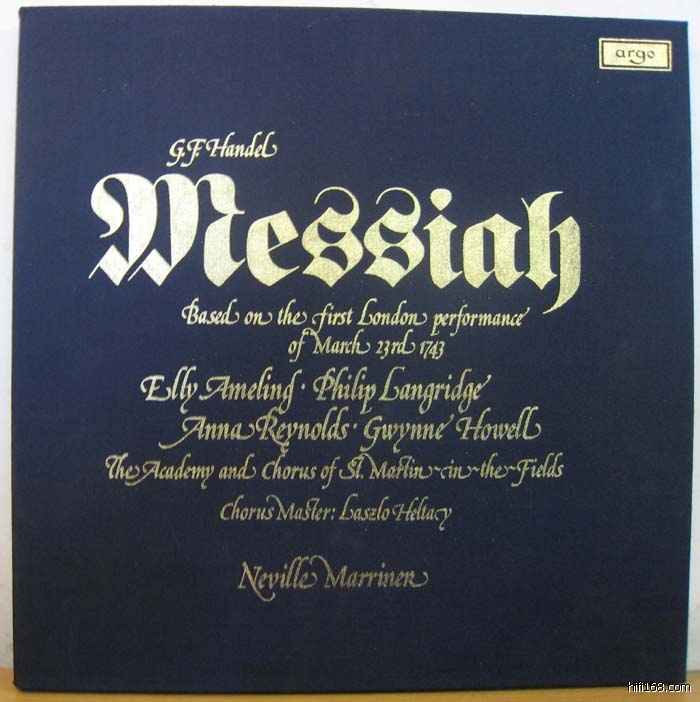 argo
G.F. Handel
Messiah
Based on the first London performance
of March 23rd 1743
Elly Ameling · Philip Langridge
Anna Reynolds · Gwynne Howell
The Academy and Chorus of St. Martin-in-the-Fields
Chorus Master: Laszlo Heltay
Neville Marriner
hifi168.com